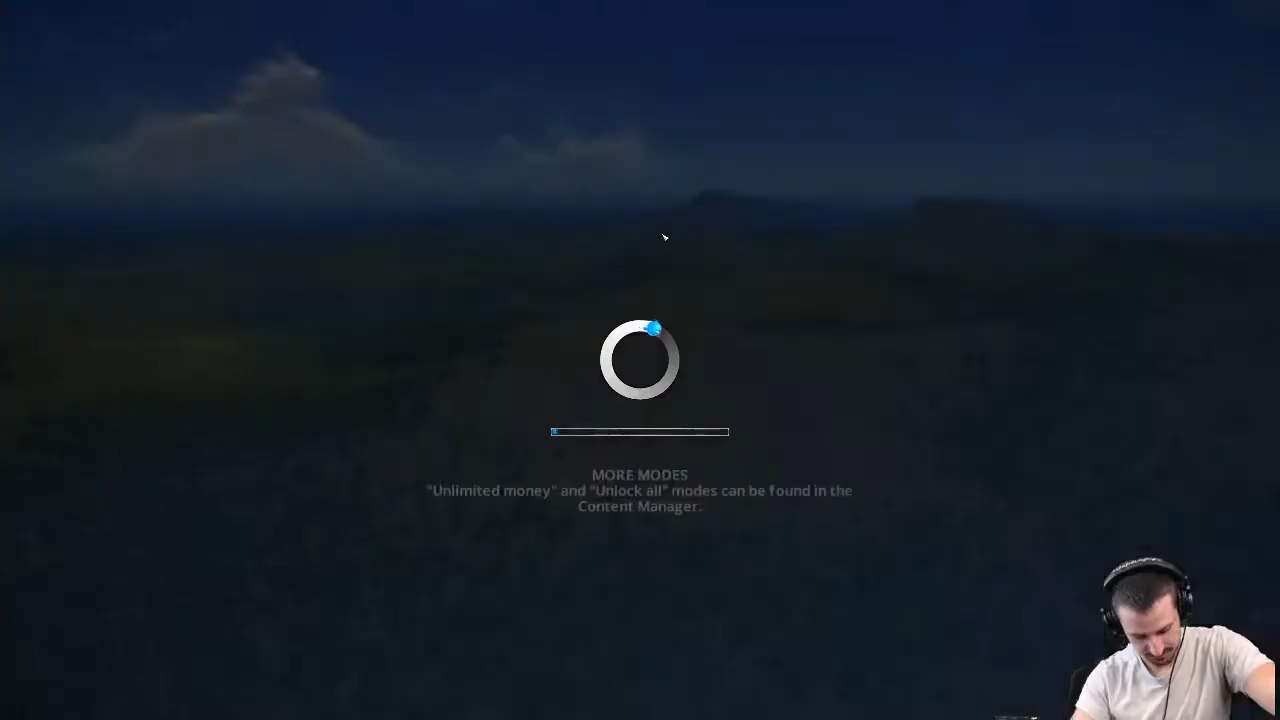 MORE MODES
"Unlimited money" and "Unlock all" modes can be found in the
Content Manager.